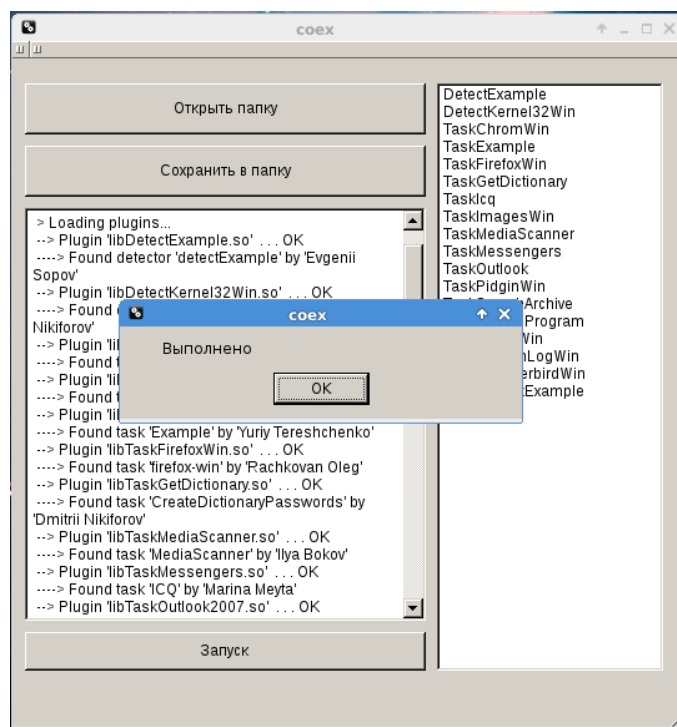 coex
Открыть папку
Сохранить в папку
> Loading plugins...
--> Plugin 'libDetectExample.so' ... OK
----> Found detector 'detectExample' by 'Evgenii
Sopov'
--> Plugin 'libDetectKernel32Win.so' ... OK
----> Found
Nikiforov'
--> Plugin
----> Found
--> Plugin
----> Found
--> Plugin
----> Found task 'Example' by 'Yuriy Tereshchenko'
--> Plugin 'libTaskFirefoxWin.so' ... OK
----> Found task 'firefox-win' by 'Rachkovan Oleg'
--> Plugin 'libTaskGetDictionary.so' ... OK
----> Found task 'CreateDictionaryPasswords' by
'Dmitrii Nikiforov'
--> Plugin 'libTaskMediaScanner.so' ... OK
----> Found task 'MediaScanner' by 'Ilya Bokov'
--> Plugin 'libTaskMessengers.so' ... OK
----> Found task 'ICQ' by 'Marina Meyta'
--> Plugin 'libTaskOutlook2007.so' ... OK
Запуск
DetectExample
DetectKernel32Win
TaskChromWin
TaskExample
TaskFirefoxWin
TaskGetDictionary
TaskIcq
TaskImagesWin
TaskMediaScanner
TaskMessengers
TaskOutlook
TaskPidginWin
Archive
Program
Win
LogWin
erbirdWin
Example
coex
Выполнено
OK